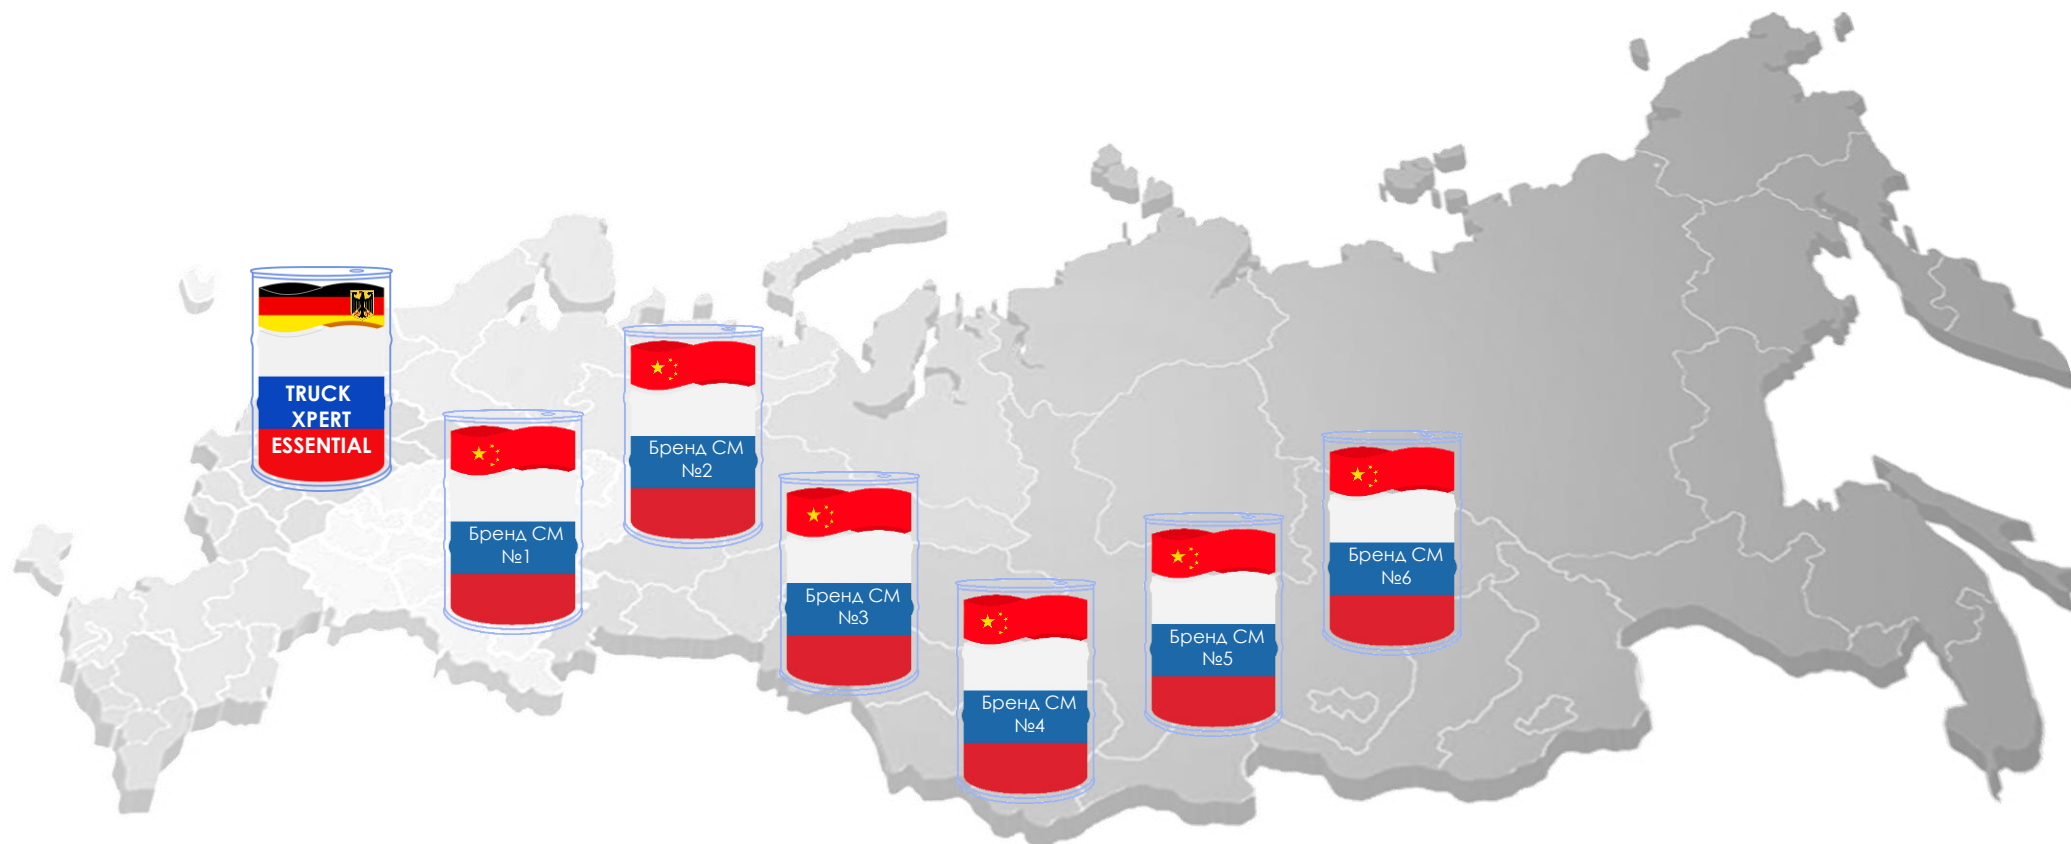 TRUCK
XPERT
ESSENTIAL
Бренд СМ
№1
Бренд СМ
№2
Бренд СМ
№3
Бренд СМ
№4
Бренд СМ
№5
Бренд СМ
№6